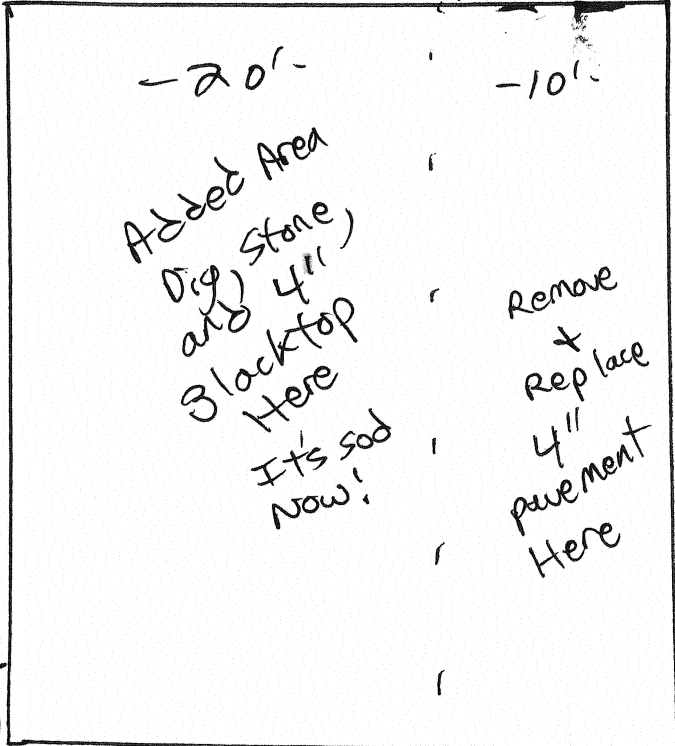 -20'-
Added Area
Dig, Stone,
and 4"
Blacktop
Here
It's sod
Now!
-10'-
Remove
+
Replace
4"
pavement
Here